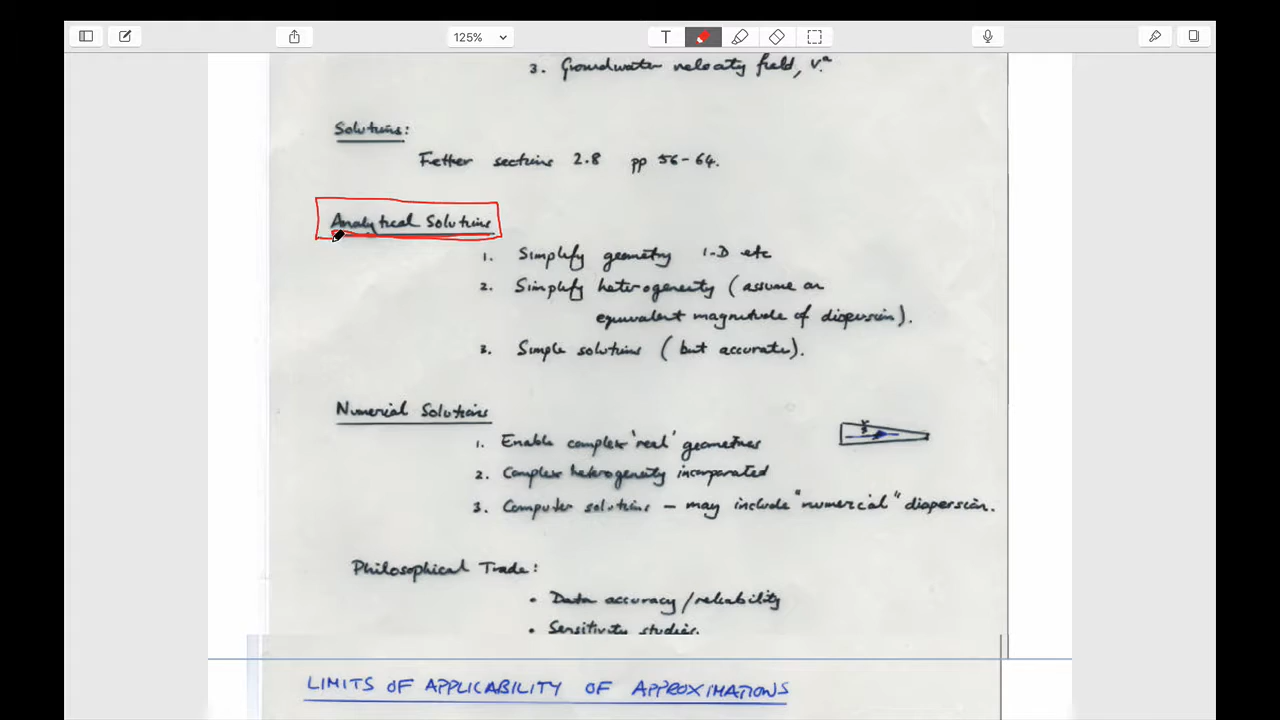 125%
T
3. Groundwater velocity field, v.ª
Solutions:
Fetter sections 2.8 pp 56-64.
Analytical Solutions
1. Simplify geometry 1-D etc
2. Simplify heterogeneity (assume an
equivalent magnitude of dispersion).
3. Simple solutions (but accurate).
Numerical Solutions
1. Enable complex 'real' geometries
2. Complex heterogeneity incorporated
3. Computer solutions – may include "numerical" dispersion.
Philosophical Trade:
• Data accuracy/reliability
• Sensitivity studies.
LIMITS OF APPLICABILITY OF APPROXIMATIONS